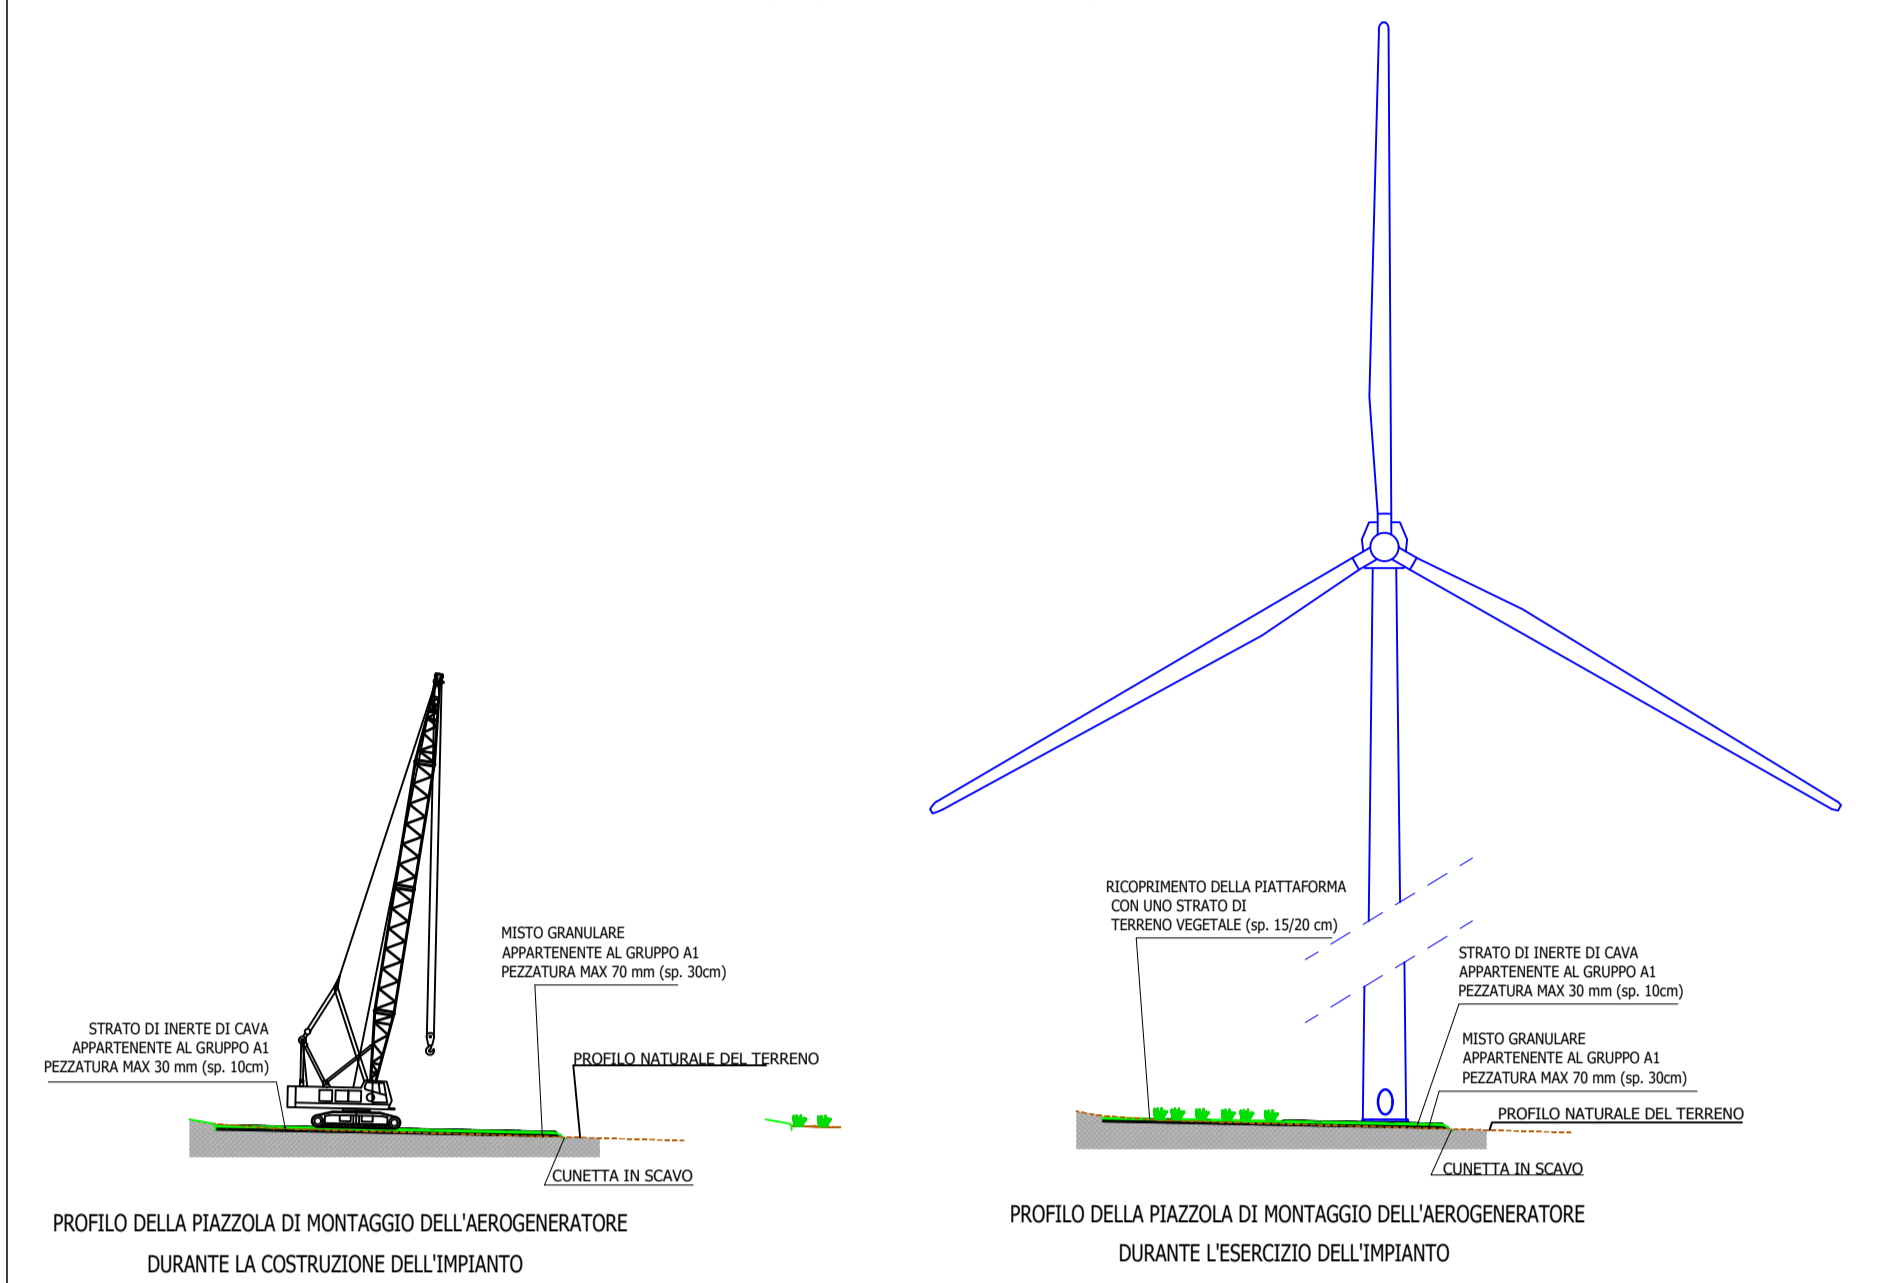 MISTO GRANULARE
APPARTENENTE AL GRUPPO A1
PEZZATURA MAX 70 mm (sp. 30cm)
STRATO DI INERTE DI CAVA
APPARTENENTE AL GRUPPO A1
PEZZATURA MAX 30 mm (sp. 10cm)
PROFILO NATURALE DEL TERRENO
CUNETTA IN SCAVO
PROFILO DELLA PIAZZOLA DI MONTAGGIO DELL'AEROGENERATORE
DURANTE LA COSTRUZIONE DELL'IMPIANTO
RICOPRIMENTO DELLA PIATTAFORMA
CON UNO STRATO DI
TERRENO VEGETALE (sp. 15/20 cm)
STRATO DI INERTE DI CAVA
APPARTENENTE AL GRUPPO A1
PEZZATURA MAX 30 mm (sp. 10cm)
MISTO GRANULARE
APPARTENENTE AL GRUPPO A1
PEZZATURA MAX 70 mm (sp. 30cm)
PROFILO NATURALE DEL TERRENO
CUNETTA IN SCAVO
PROFILO DELLA PIAZZOLA DI MONTAGGIO DELL'AEROGENERATORE
DURANTE L'ESERCIZIO DELL'IMPIANTO